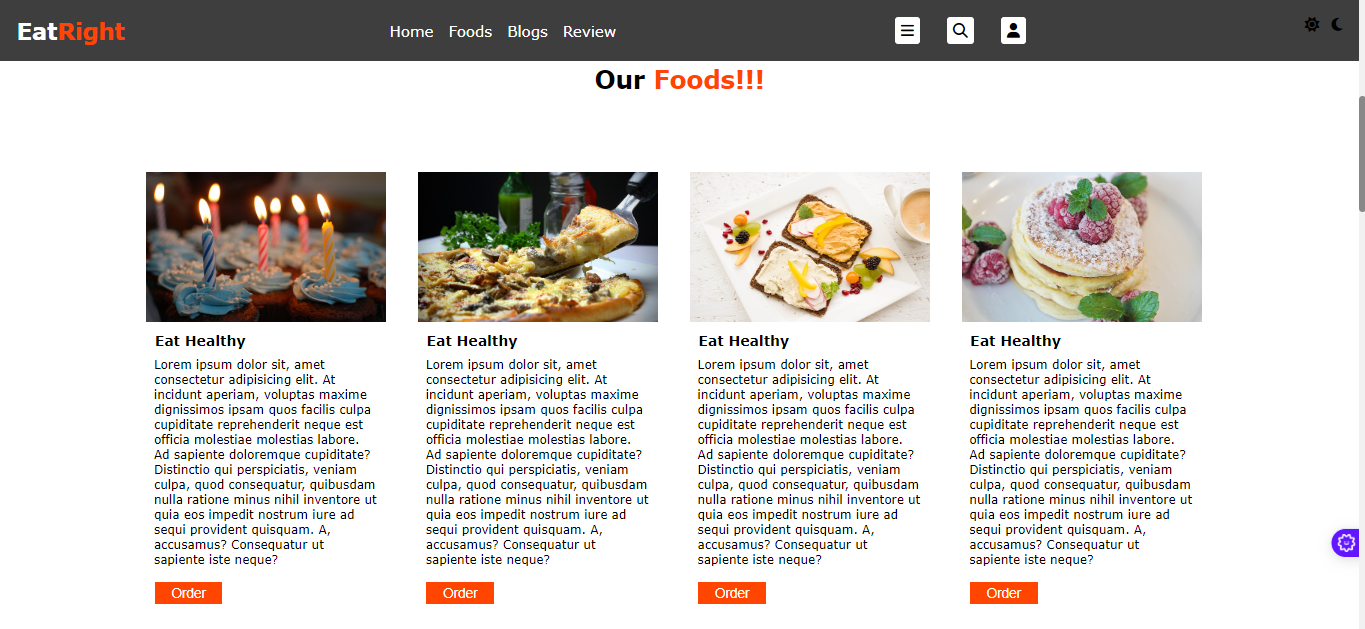 EatRight
Home Foods Blogs Review
Our Foods!!!
Eat Healthy
Lorem ipsum dolor sit, amet
consectetur adipisicing elit. At
incidunt aperiam, voluptas maxime
dignissimos ipsam quos facilis culpa
cupiditate reprehenderit neque est
officia molestiae molestias labore.
Ad sapiente doloremque cupiditate?
Distinctio qui perspiciatis, veniam
culpa, quod consequatur, quibusdam
nulla ratione minus nihil inventore ut
quia eos impedit nostrum iure ad
sequi provident quisquam. A,
accusamus? Consequatur ut
sapiente iste neque?
Order
Eat Healthy
Lorem ipsum dolor sit, amet
consectetur adipisicing elit. At
incidunt aperiam, voluptas maxime
dignissimos ipsam quos facilis culpa
cupiditate reprehenderit neque est
officia molestiae molestias labore.
Ad sapiente doloremque cupiditate?
Distinctio qui perspiciatis, veniam
culpa, quod consequatur, quibusdam
nulla ratione minus nihil inventore ut
quia eos impedit nostrum iure ad
sequi provident quisquam. A,
accusamus? Consequatur ut
sapiente iste neque?
Order
Eat Healthy
Lorem ipsum dolor sit, amet
consectetur adipisicing elit. At
incidunt aperiam, voluptas maxime
dignissimos ipsam quos facilis culpa
cupiditate reprehenderit neque est
officia molestiae molestias labore.
Ad sapiente doloremque cupiditate?
Distinctio qui perspiciatis, veniam
culpa, quod consequatur, quibusdam
nulla ratione minus nihil inventore ut
quia eos impedit nostrum iure ad
sequi provident quisquam. A,
accusamus? Consequatur ut
sapiente iste neque?
Order
Eat Healthy
Lorem ipsum dolor sit, amet
consectetur adipisicing elit. At
incidunt aperiam, voluptas maxime
dignissimos ipsam quos facilis culpa
cupiditate reprehenderit neque est
officia molestiae molestias labore.
Ad sapiente doloremque cupiditate?
Distinctio qui perspiciatis, veniam
culpa, quod consequatur, quibusdam
nulla ratione minus nihil inventore ut
quia eos impedit nostrum iure ad
sequi provident quisquam. A,
accusamus? Consequatur ut
sapiente iste neque?
Order